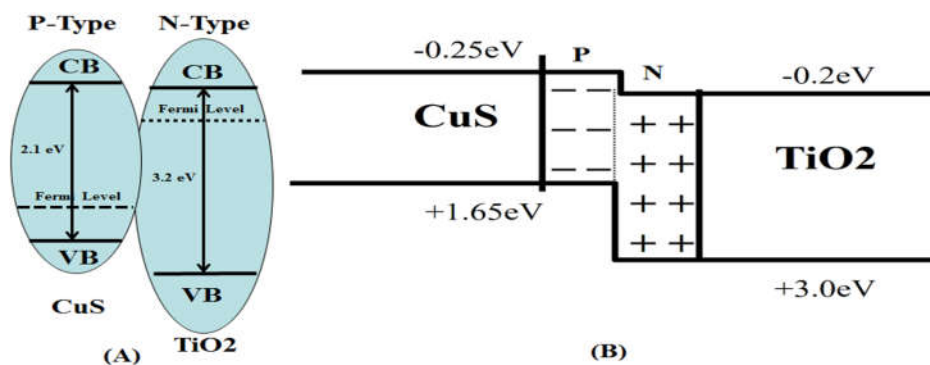 P-Type
N-Type
CB
CB
Fermi Level
2.1 eV
3.2 eV
Fermi Level
VB
VB
CuS
TiO2
(A)
-0.25eV
P
N
-0.2eV
CuS
TiO2
+1.65eV
+3.0eV
(B)